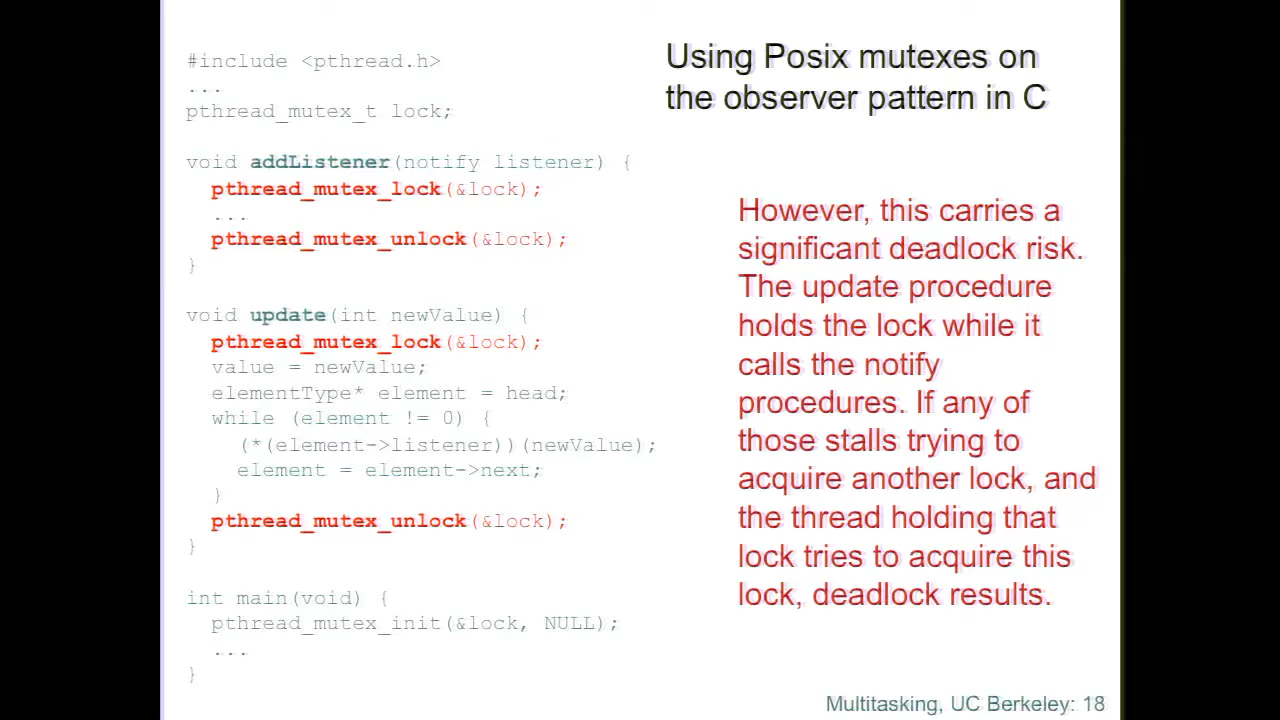 Using Posix mutexes on
the observer pattern in C
#include <pthread.h>
...
pthread_mutex_t lock;
void addListener(notify listener) {
pthread_mutex_lock(&lock);
...
pthread_mutex_unlock(&lock);
}
void update(int newValue) {
pthread_mutex_lock(&lock);
value = newValue;
elementType* element = head;
while (element != 0) {
(*(element->listener))(newValue);
element = element->next;
}
pthread_mutex_unlock(&lock);
}
int main(void) {
pthread_mutex_init(&lock, NULL);
...
}
However, this carries a
significant deadlock risk.
The update procedure
holds the lock while it
calls the notify
procedures. If any of
those stalls trying to
acquire another lock, and
the thread holding that
lock tries to acquire this
lock, deadlock results.
Multitasking, UC Berkeley: 18